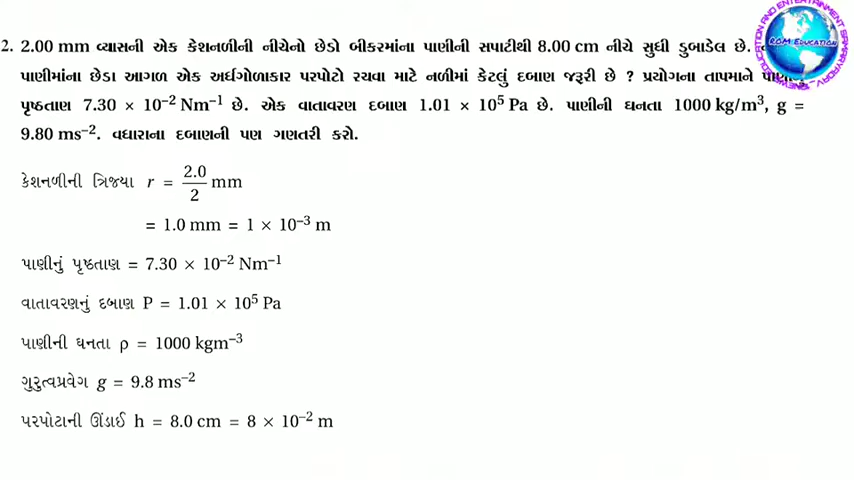 2. 2.00 mm વ્યાસની એક કેશનળીની નીચેનો છેડો બીકરમાંના પાણીની સપાટીથી 8.00 cm નીચે સુધી ડુબાડેલ છે.
પાણીમાંના છેડા આગળ એક અર્ધગોળાકાર પરપોટો રચવા માટે નળીમાં કેટલું દબાણ જરૂરી છે ? પ્રયોગના તાપમાને
પૃષ્ઠતાણ 7.30 × 10⁻² Nm⁻¹ છે. એક વાતાવરણ દબાણ 1.01 × 10⁵ Pa છે. પાણીની ઘનતા 1000 kg/m³, g =
9.80 ms⁻². વધારાના દબાણની પણ ગણતરી કરો.
કેશનળીની ત્રિજ્યા r = 2.0/2 mm
= 1.0 mm = 1 × 10⁻³ m
પાણીનું પૃષ્ઠતાણ = 7.30 × 10⁻² Nm⁻¹
વાતાવરણનું દબાણ P = 1.01 × 10⁵ Pa
પાણીની ઘનતા ρ = 1000 kgm⁻³
ગુરુત્વપ્રવેગ g = 9.8 ms⁻²
પરપોટાની ઊંડાઈ h = 8.0 cm = 8 × 10⁻² m
ROM EDUCATION